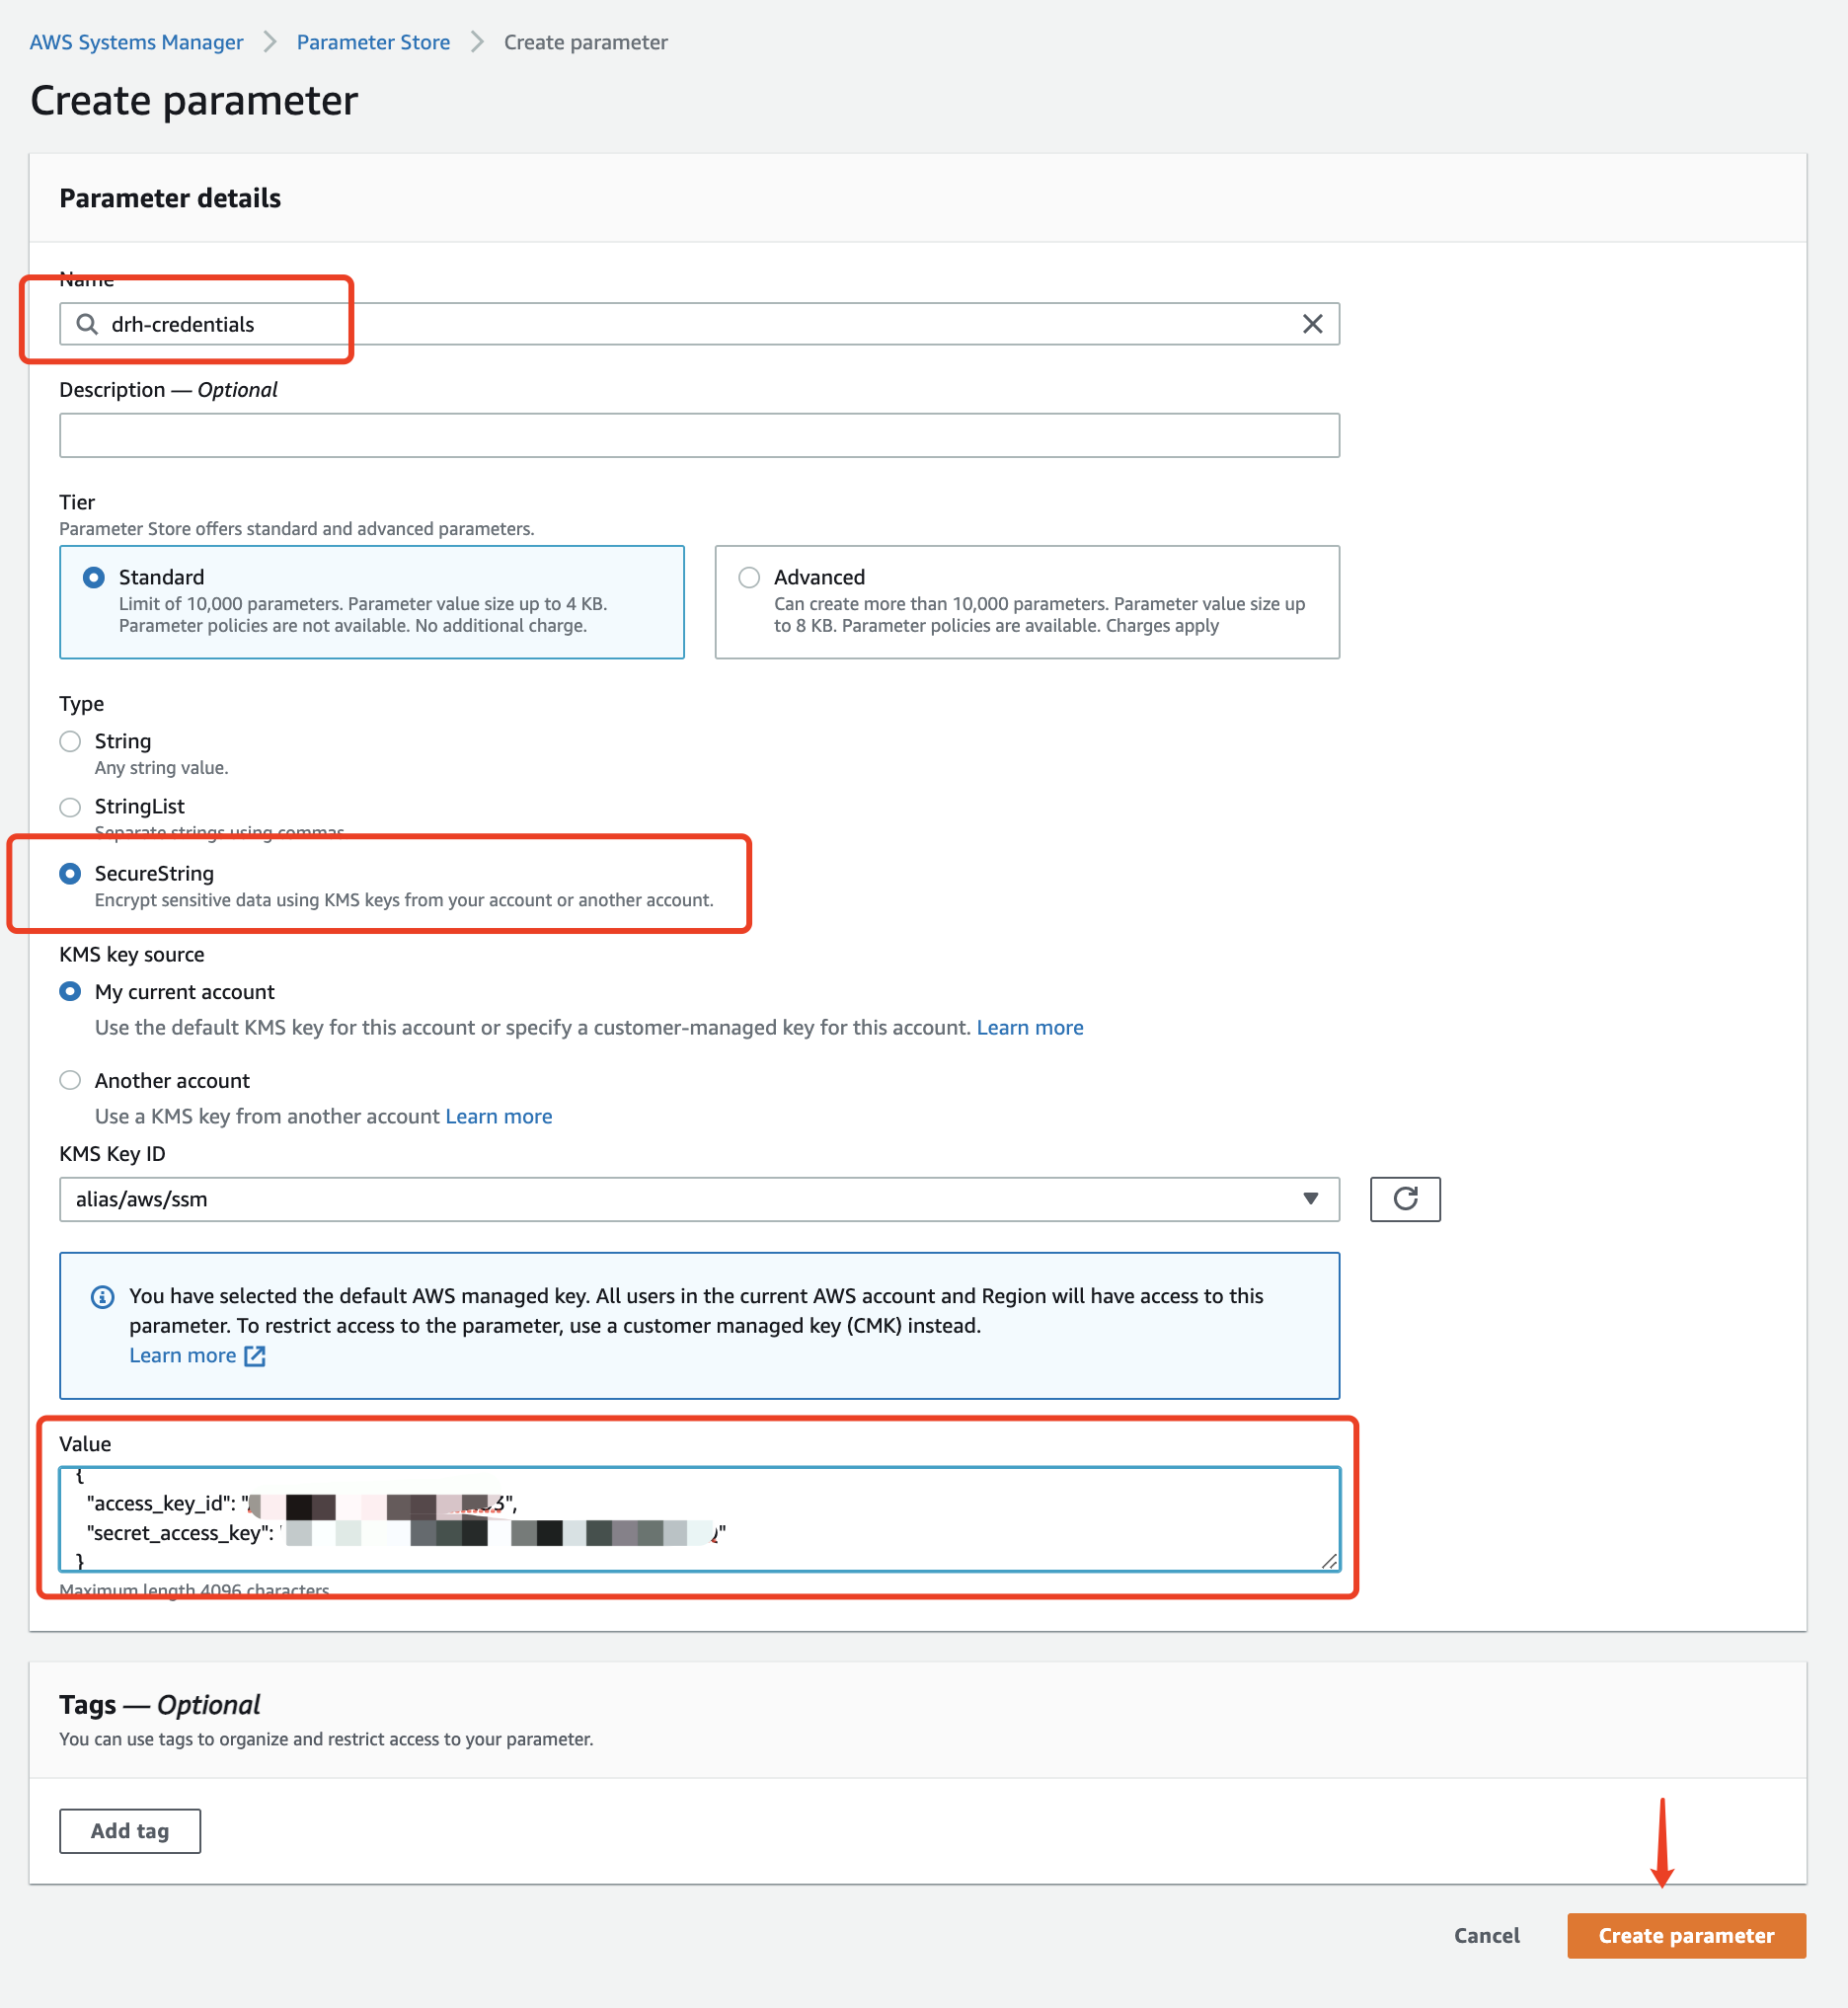 AWS Systems Manager > Parameter Store > Create parameter
Create parameter
Parameter details
Name
drh-credentials
Description — Optional
Tier
Parameter Store offers standard and advanced parameters.
Standard
Limit of 10,000 parameters. Parameter value size up to 4 KB.
Parameter policies are not available. No additional charge.
Advanced
Can create more than 10,000 parameters. Parameter value size up
to 8 KB. Parameter policies are available. Charges apply
Type
String
Any string value.
StringList
Separate strings using commas.
SecureString
Encrypt sensitive data using KMS keys from your account or another account.
KMS key source
My current account
Use the default KMS key for this account or specify a customer-managed key for this account. Learn more
Another account
Use a KMS key from another account Learn more
KMS Key ID
alias/aws/ssm
You have selected the default AWS managed key. All users in the current AWS account and Region will have access to this
parameter. To restrict access to the parameter, use a customer managed key (CMK) instead.
Learn more
Value
{
"access_key_id": "3",
"secret_access_key": "
}
Maximum length 4096 characters.
Tags — Optional
You can use tags to organize and restrict access to your parameter.
Add tag
Cancel
Create parameter